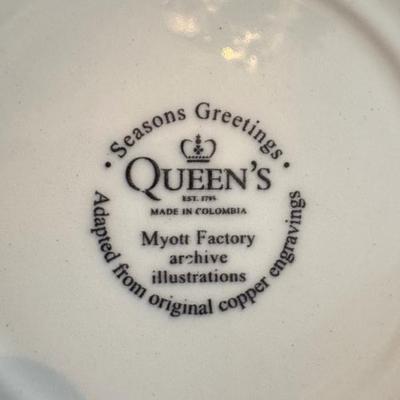 • Seasons Greetings •
QUEEN'S
EST. 1795
MADE IN COLOMBIA
Myott Factory
archive
illustrations
Adapted from original copper engravings